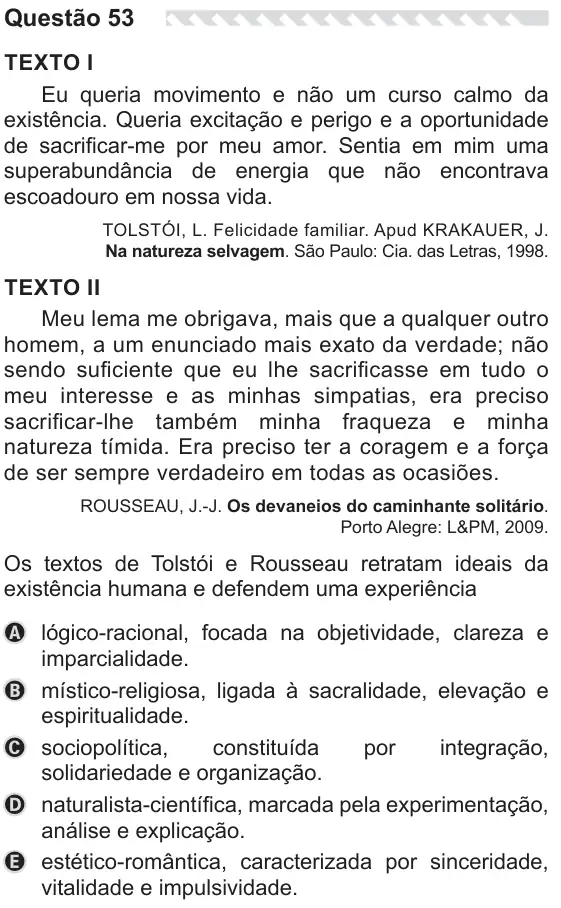 Questão 53
TEXTO I
Eu queria movimento e não um curso calmo da
existência. Queria excitação e perigo e a oportunidade
de sacrificar-me por meu amor. Sentia em mim uma
superabundância de energia que não encontrava
escoadouro em nossa vida.
TOLSTÓI, L. Felicidade familiar. Apud KRAKAUER, J.
Na natureza selvagem. São Paulo: Cia. das Letras, 1998.
TEXTO II
Meu lema me obrigava, mais que a qualquer outro
homem, a um enunciado mais exato da verdade; não
sendo suficiente que eu lhe sacrificasse em tudo o
meu interesse e as minhas simpatias, era preciso
sacrificar-lhe também minha fraqueza e minha
natureza tímida. Era preciso ter a coragem e a força
de ser sempre verdadeiro em todas as ocasiões.
ROUSSEAU, J.-J. Os devaneios do caminhante solitário.
Porto Alegre: L&PM, 2009.
Os textos de Tolstói e Rousseau retratam ideais da
existência humana e defendem uma experiência
A lógico-racional, focada na objetividade, clareza e
imparcialidade.
B místico-religiosa, ligada à sacralidade, elevação e
espiritualidade.
C sociopolítica, constituída por integração,
solidariedade e organização.
D naturalista-científica, marcada pela experimentação,
análise e explicação.
E estético-romântica, caracterizada por sinceridade,
vitalidade e impulsividade.